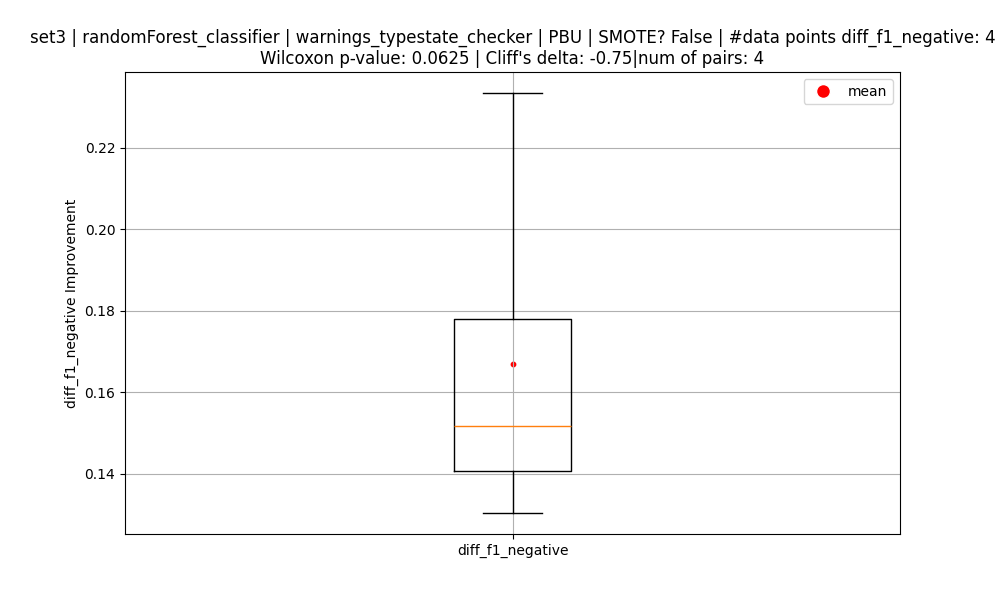 set3 | randomForest_classifier | warnings_typestate_checker | PBU | SMOTE? False | #data points diff_f1_negative: 4
Wilcoxon p-value: 0.0625 | Cliff's delta: -0.75|num of pairs: 4
mean
0.22
0.20
0.18
0.16
0.14
diff_f1_negative Improvement
diff_f1_negative